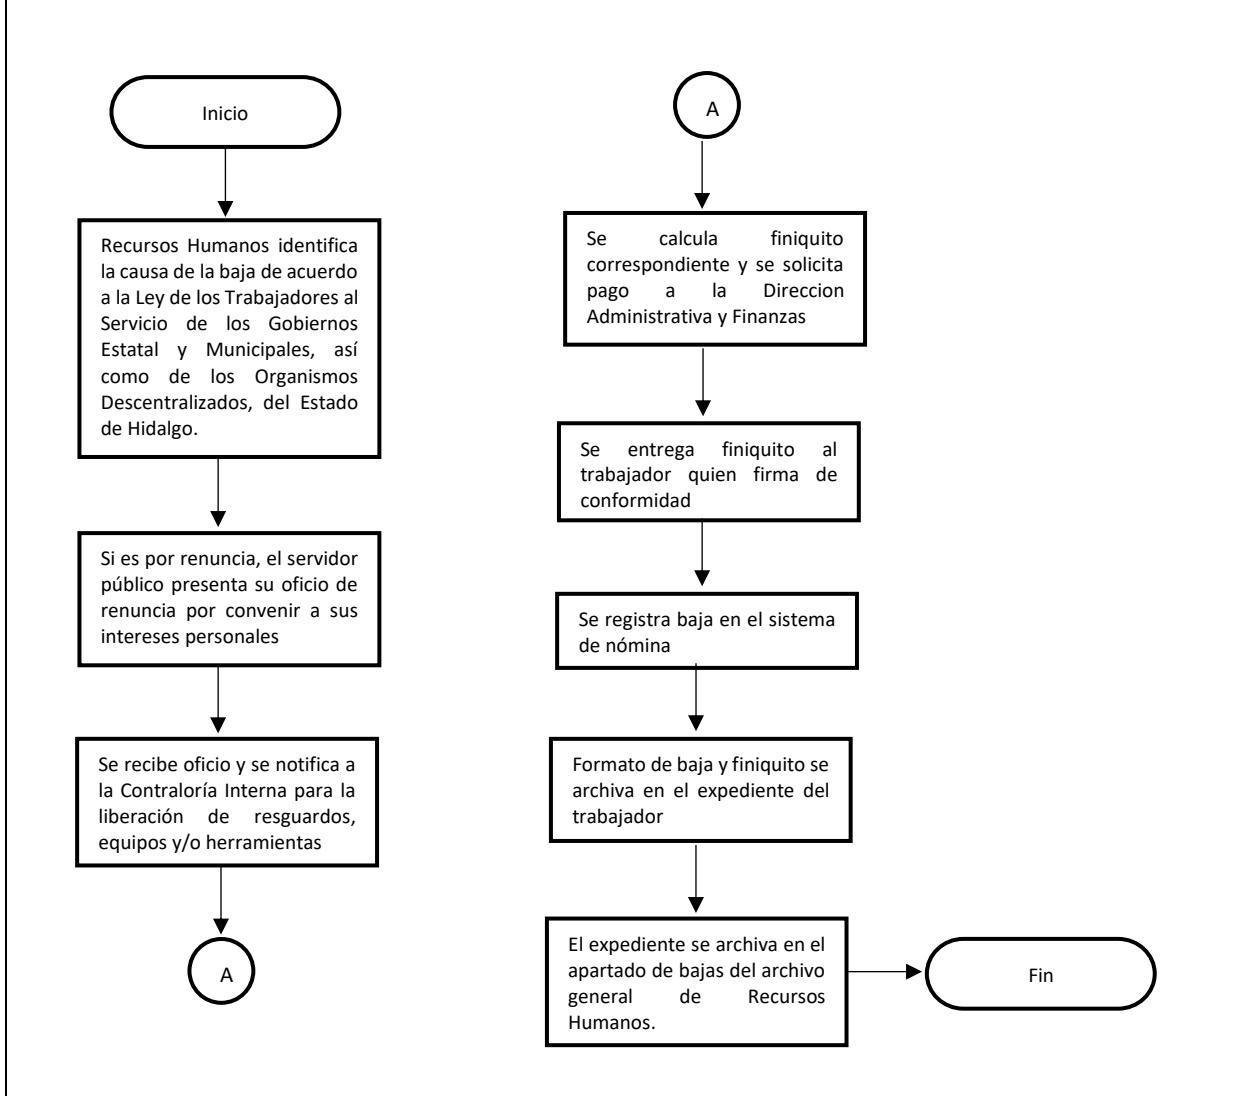 Inicio
Recursos Humanos identifica
la causa de la baja de acuerdo
a la Ley de los Trabajadores al
Servicio de los Gobiernos
Estatal y Municipales, así
como de los Organismos
Descentralizados, del Estado
de Hidalgo.
Si es por renuncia, el servidor
público presenta su oficio de
renuncia por convenir a sus
intereses personales
Se recibe oficio y se notifica a
la Contraloría Interna para la
liberación de resguardos,
equipos y/o herramientas
A
A
Se calcula finiquito
correspondiente y se solicita
pago a la Direccion
Administrativa y Finanzas
Se entrega finiquito al
trabajador quien firma de
conformidad
Se registra baja en el sistema
de nómina
Formato de baja y finiquito se
archiva en el expediente del
trabajador
El expediente se archiva en el
apartado de bajas del archivo
general de Recursos
Humanos.
Fin